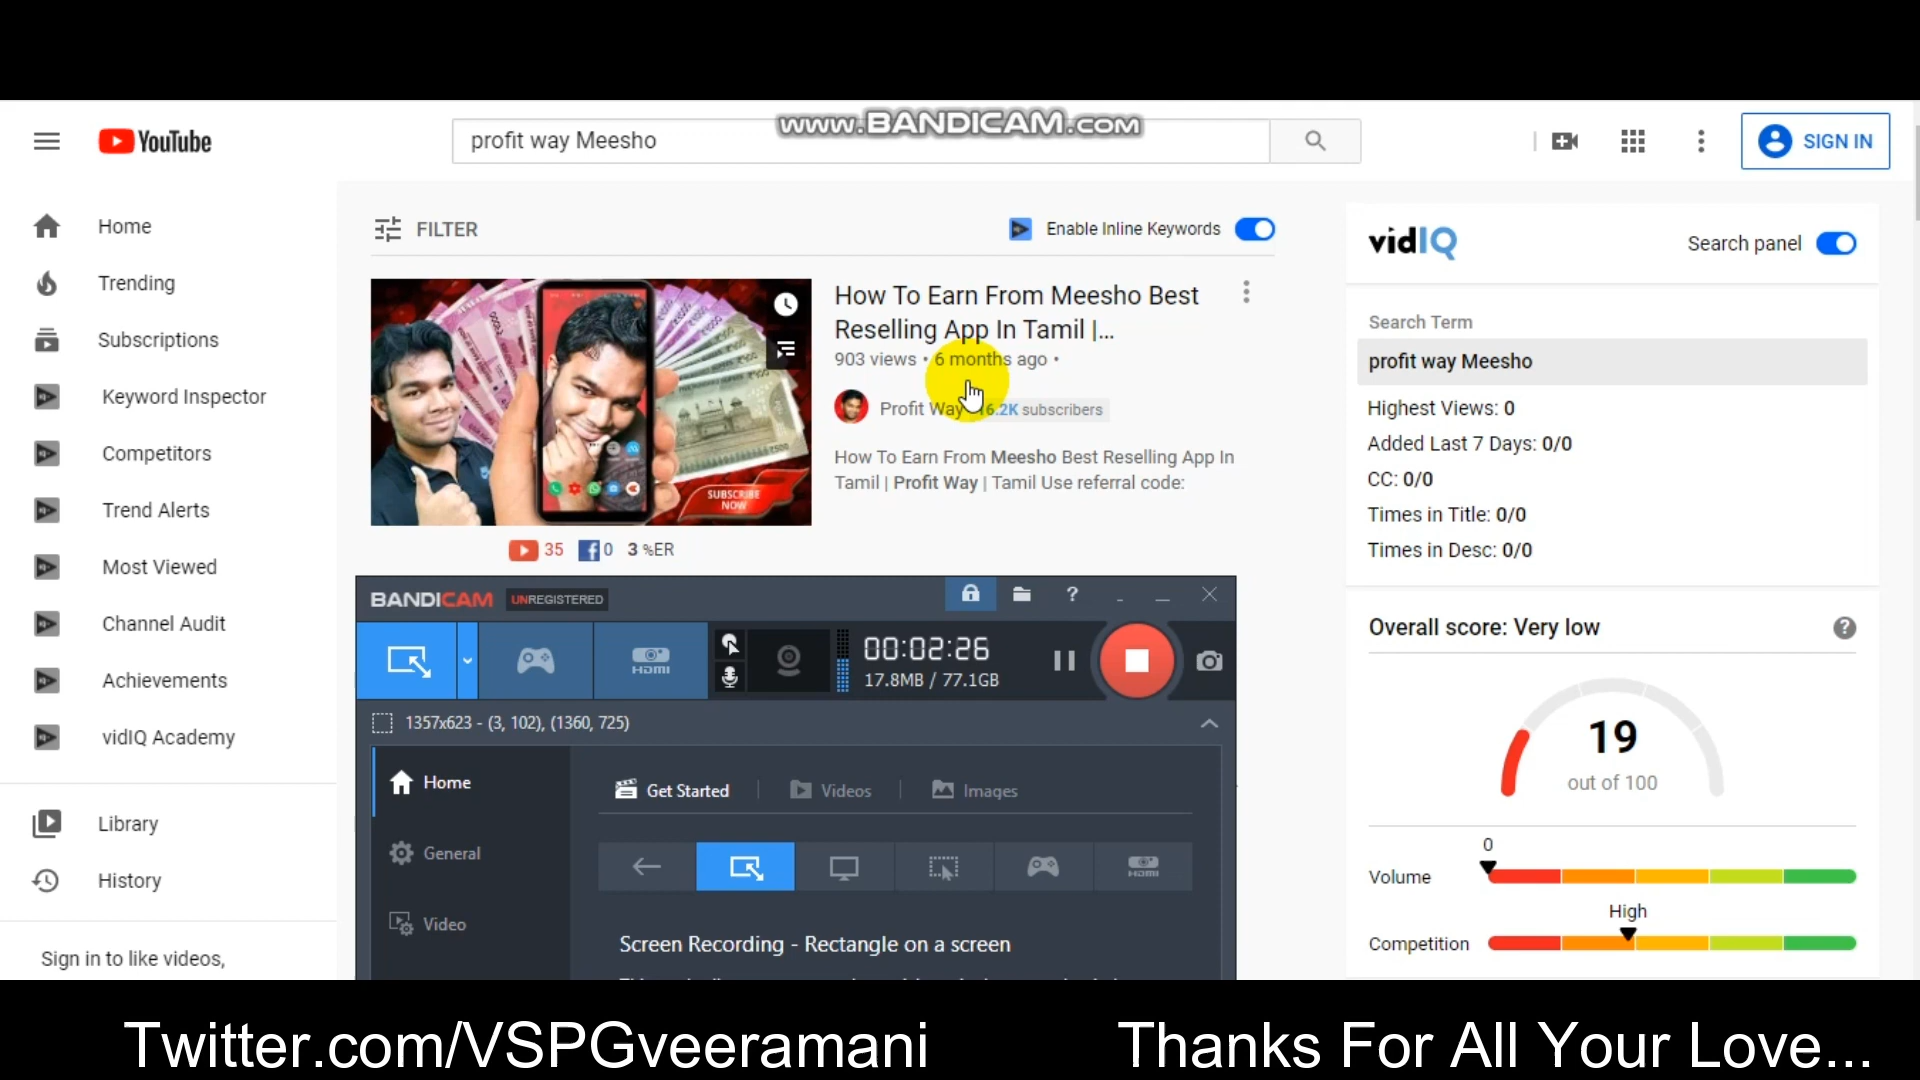 www.BANDICAM.com
YouTube
profit way Meesho
SIGN IN
Home
Trending
Subscriptions
Keyword Inspector
Competitors
Trend Alerts
Most Viewed
Channel Audit
Achievements
vidIQ Academy
Library
History
Sign in to like videos,
FILTER
Enable Inline Keywords
SUBSCRIBE
NOW
How To Earn From Meesho Best
Reselling App In Tamil |...
903 views • 6 months ago •
Profit Way 6.2K subscribers
How To Earn From Meesho Best Reselling App In
Tamil | Profit Way | Tamil Use referral code:
35 0 3 %ER
BANDICAM UNREGISTERED
00:02:26
17.8MB / 77.1GB
HDMI
1357x623 - (3, 102), (1360, 725)
Home
General
Video
Get Started
Videos
Images
HDMI
Screen Recording - Rectangle on a screen
vidIQ
Search panel
Search Term
profit way Meesho
Highest Views: 0
Added Last 7 Days: 0/0
CC: 0/0
Times in Title: 0/0
Times in Desc: 0/0
Overall score: Very low
19
out of 100
0
Volume
High
Competition
Twitter.com/VSPGveeramani
Thanks For All Your Love...